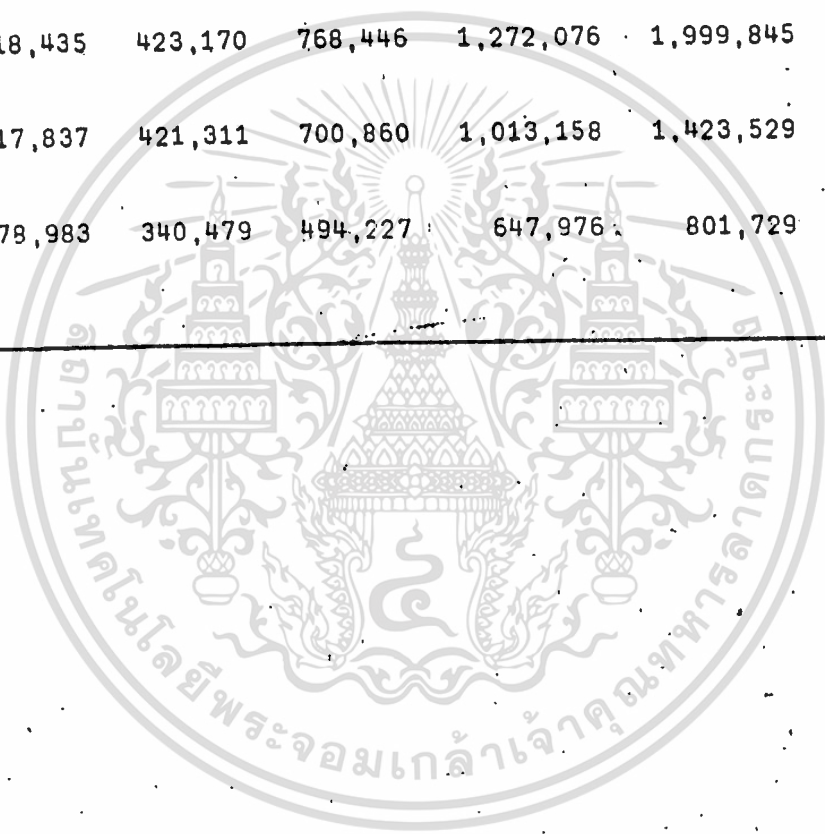 18,435 423,170 768,446 1,272,076 1,999,845
17,837 421,311 700,860 1,013,158 1,423,529
78,983 340,479 494,227 647,976 801,729
สถาบันเทคโนโลยีพระจอมเกล้าเจ้าคุณทหารลาดกระบัง